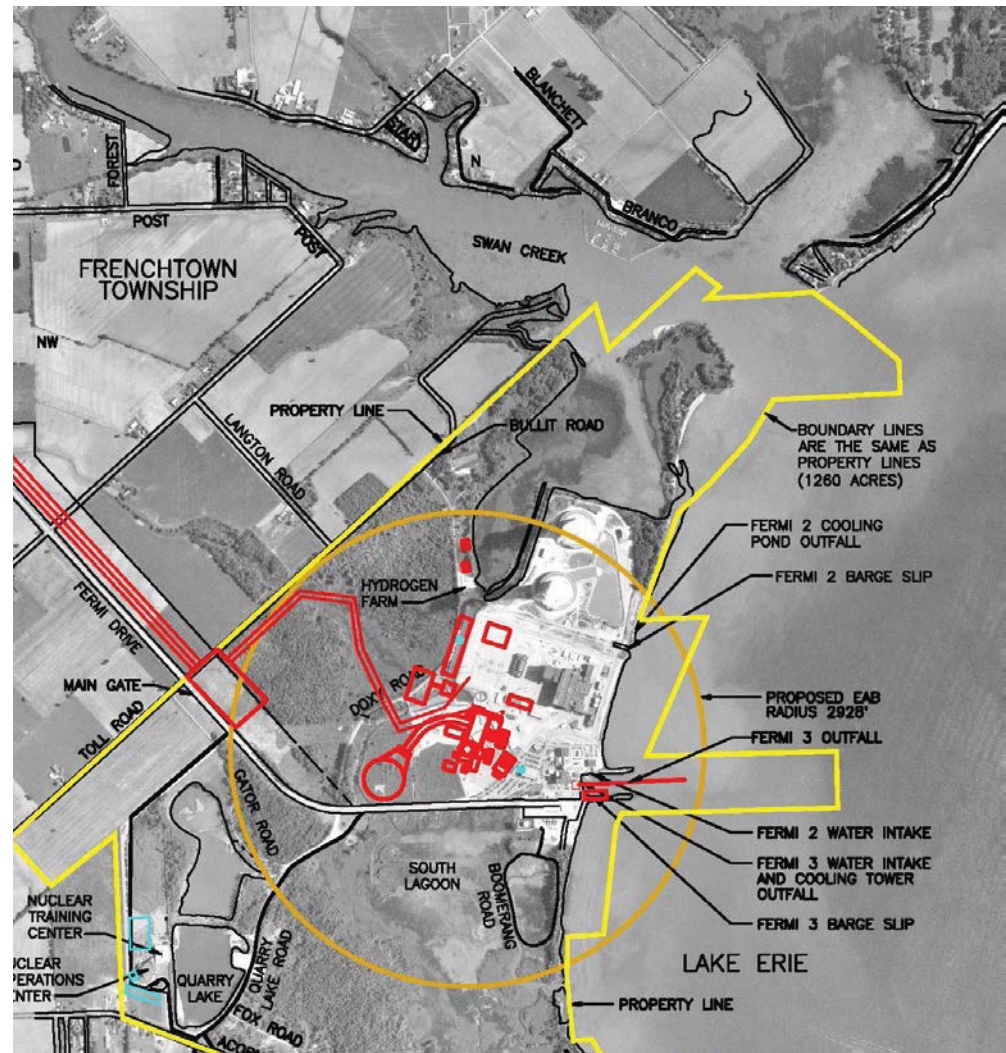 FOREST
ESTAD
N
BLANCHETT
BRANCO
POST
POST
SWAN CREEK
FRENCHTOWN
TOWNSHIP
NW
LANGTON ROAD
PROPERTY LINE
BULLIT ROAD
BOUNDARY LINES
ARE THE SAME AS
PROPERTY LINES
(1260 ACRES)
FERMI 2 COOLING
POND OUTFALL
FERMI 2 BARGE SLIP
HYDROGEN
FARM
FERMI DRIVE
MAIN GATE
TOLL ROAD
PROPOSED EAB
RADIUS 2928'
FERMI 3 OUTFALL
GATOR ROAD
FERMI 2 WATER INTAKE
FERMI 3 WATER INTAKE
AND COOLING TOWER
OUTFALL
FERMI 3 BARGE SLIP
SOUTH
LAGOON
BOOMERANG
ROAD
NUCLEAR
TRAINING
CENTER
UCLEAR
PERATIONS
ENTER
QUARRY
LAKE
QUARRY
LAKE ROAD
FOX ROAD
LAKE ERIE
PROPERTY LINE